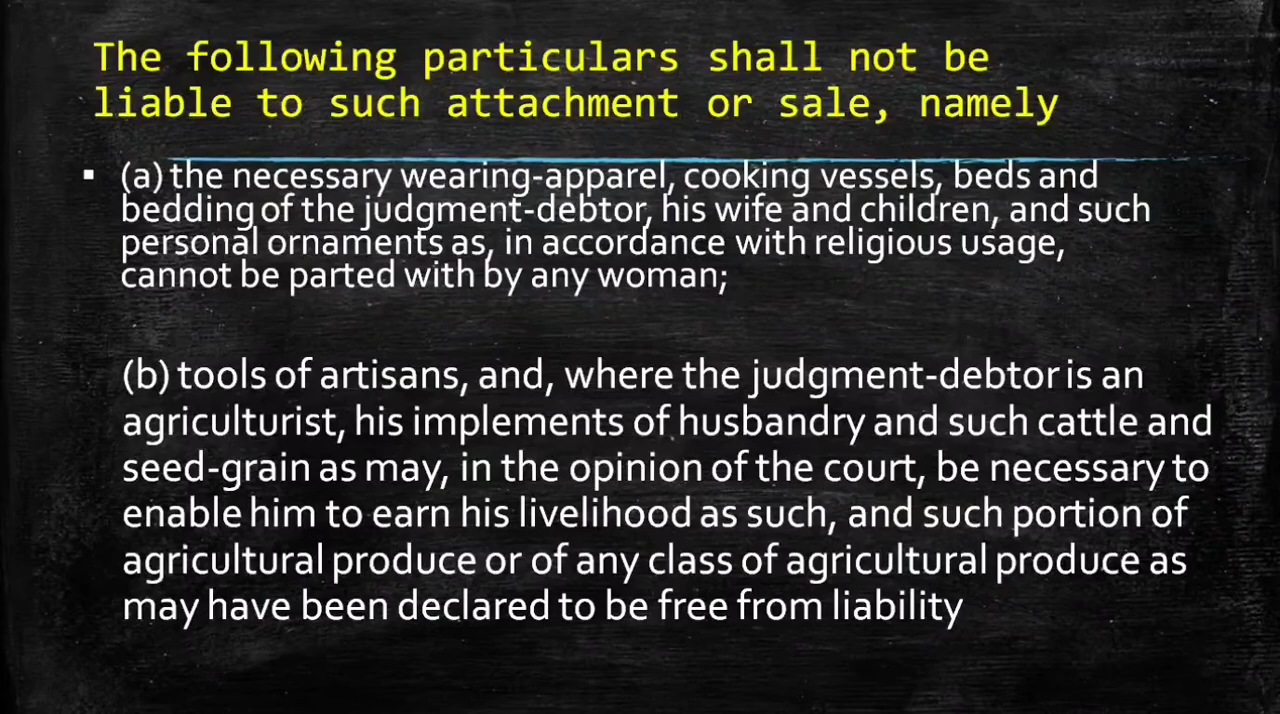 The following particulars shall not be
liable to such attachment or sale, namely
▪ (a) the necessary wearing-apparel, cooking vessels, beds and
bedding of the judgment-debtor, his wife and children, and such
personal ornaments as, in accordance with religious usage,
cannot be parted with by any woman;
(b) tools of artisans, and, where the judgment-debtor is an
agriculturist, his implements of husbandry and such cattle and
seed-grain as may, in the opinion of the court, be necessary to
enable him to earn his livelihood as such, and such portion of
agricultural produce or of any class of agricultural produce as
may have been declared to be free from liability